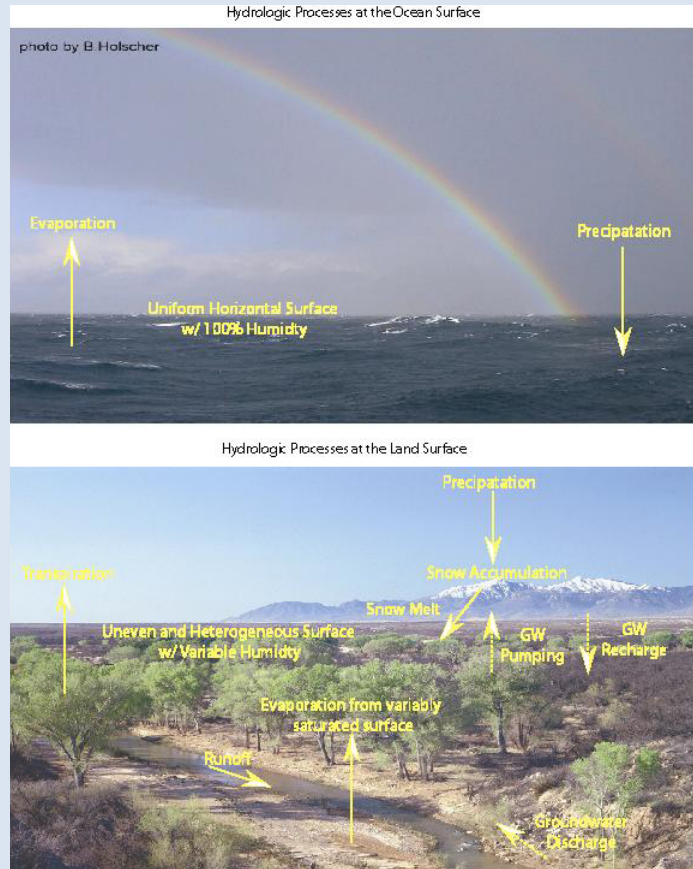 Hydrologic Processes at the Ocean Surface
photo by B.Holscher
Evaporation
Precipatation
Uniform Horizontal Surface
w/ 100% Humidty
Hydrologic Processes at the Land Surface
Precipatation
Transpiration
Snow Accumulation
Snow Melt
Uneven and Heterogeneous Surface
w/ Variable Humidity
GW
Pumping
GW
Recharge
Evaporation from variably
saturated surface
Runoff
Groundwater
Discharge